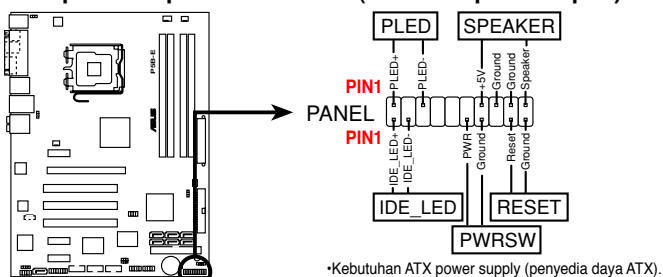 PLED SPEAKER
PLED+
PLED-
+5V
Ground
Ground
Speaker
PIN1
PANEL
PIN1
IDE_LED+
IDE_LED-
PWR
Ground
Reset
Ground
IDE_LED RESET
PWRSW
P5B-E
ASUS
•Kebutuhan ATX power supply (penyedia daya ATX).